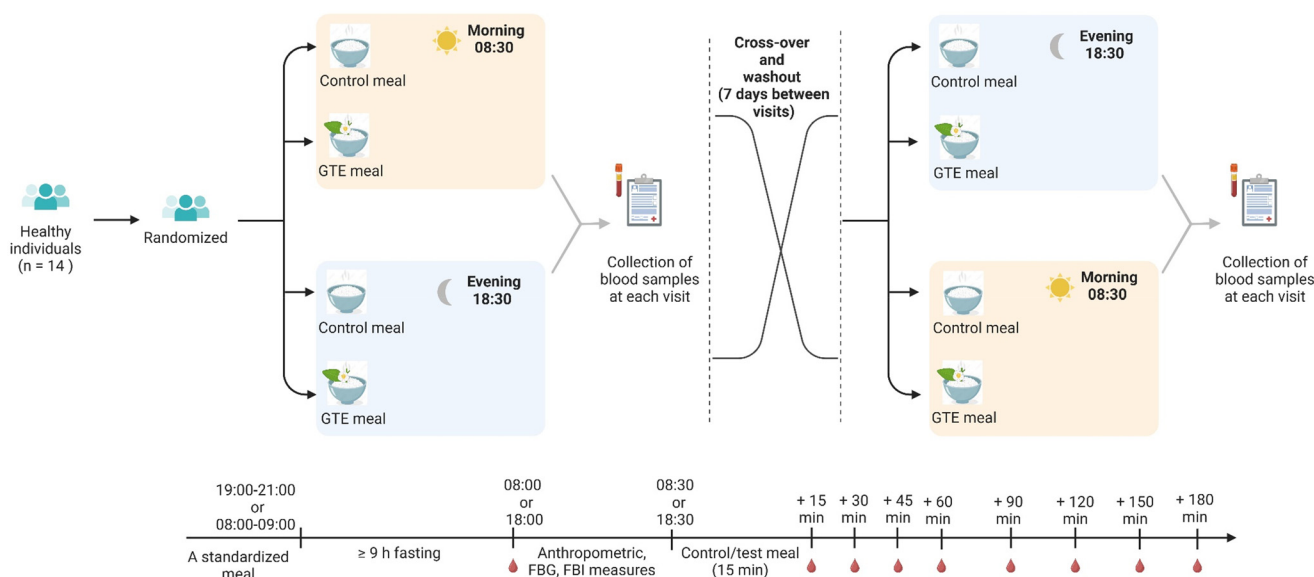 Healthy
individuals
(n = 14 )
Randomized
Morning
08:30
Control meal
GTE meal
Evening
18:30
Control meal
GTE meal
Collection of
blood samples
at each visit
Cross-over
and
washout
(7 days between
visits)
Evening
18:30
Control meal
GTE meal
Morning
08:30
Control meal
GTE meal
Collection of
blood samples
at each visit
19:00-21:00
or
08:00-09:00
A standardized
meal
≥ 9 h fasting
08:00
or
18:00
Anthropometric,
FBG, FBI measures
08:30
or
18:30
Control/test meal
(15 min)
+ 15
min
+ 30
min
+ 45
min
+ 60
min
+ 90
min
+ 120
min
+ 150
min
+ 180
min